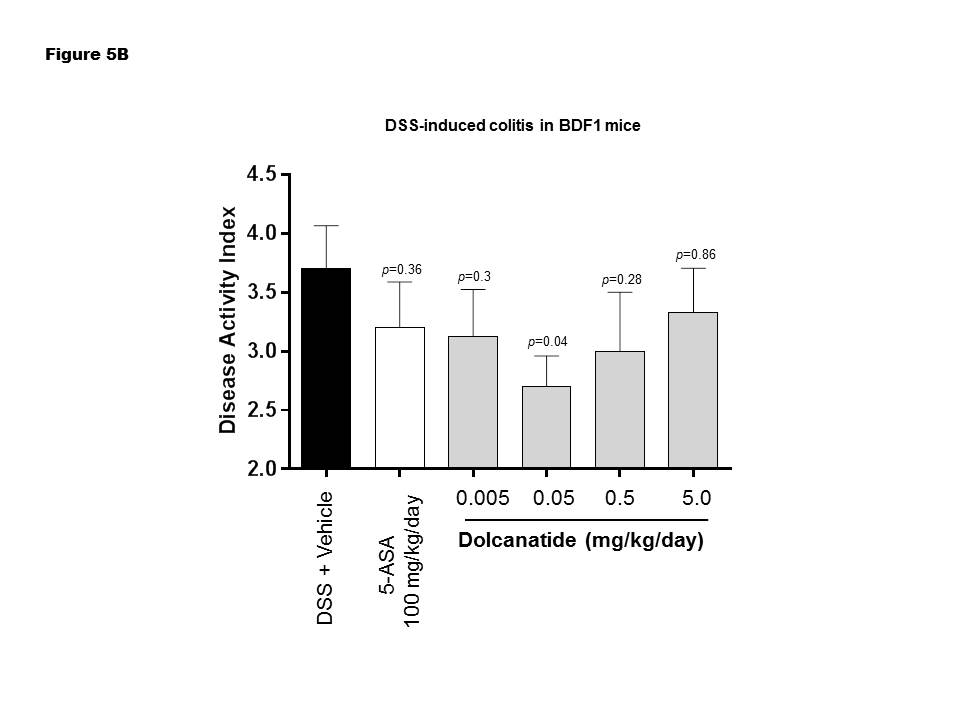 Figure 5B
DSS-induced colitis in BDF1 mice
Disease Activity Index
4.5
4.0
3.5
3.0
2.5
2.0
p=0.36
p=0.3
p=0.04
p=0.28
p=0.86
DSS + Vehicle
5-ASA
100 mg/kg/day
0.005 0.05 0.5 5.0
Dolcanatide (mg/kg/day)